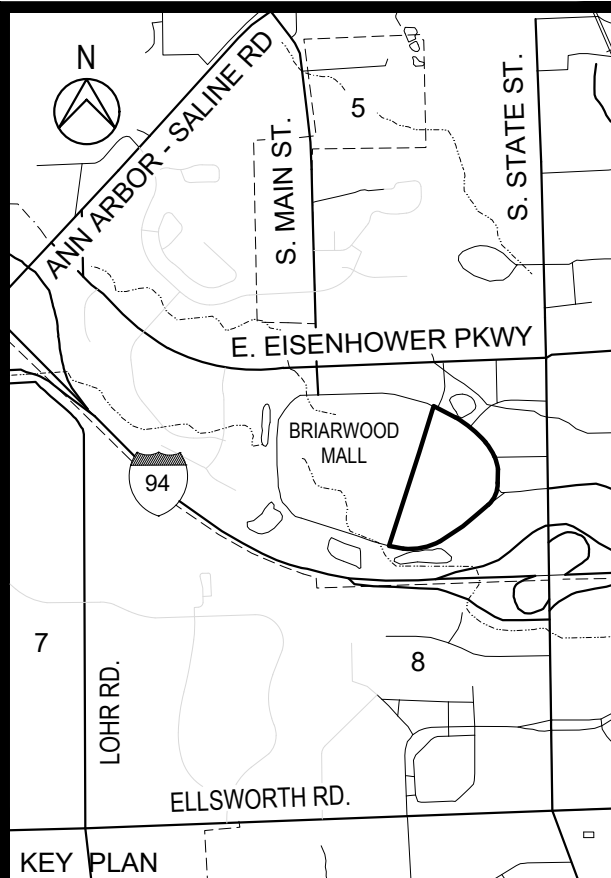 N
ANN ARBOR - SALINE RD
5
S. MAIN ST.
S. STATE ST.
E. EISENHOWER PKWY
BRIARWOOD
MALL
94
7
8
LOHR RD.
ELLSWORTH RD.
KEY PLAN